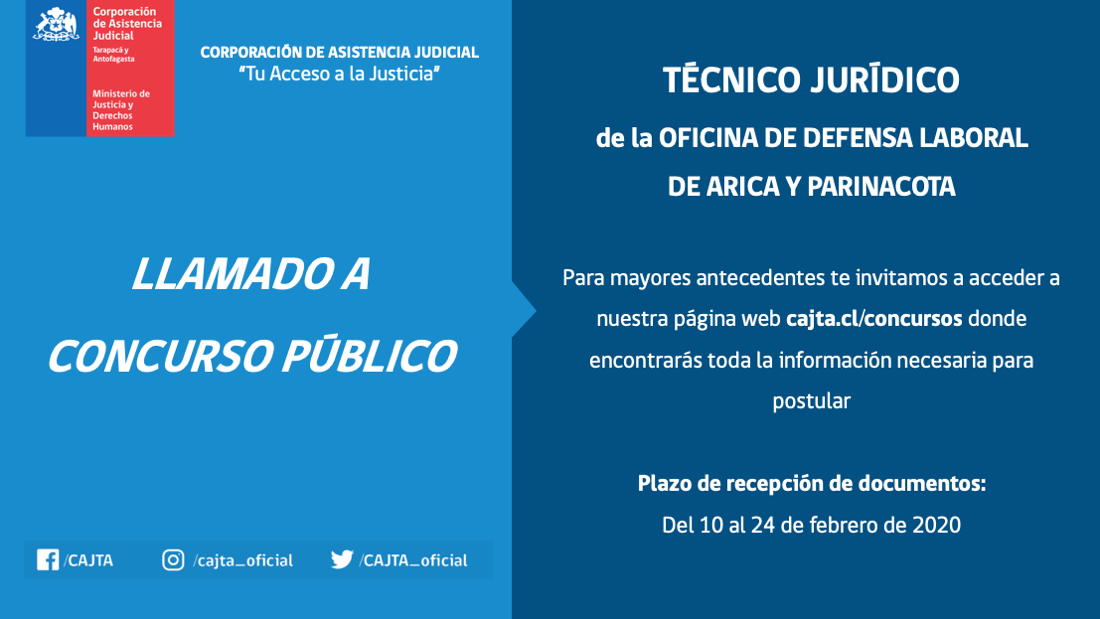 Corporación
de Asistencia
Judicial
Tarapacá y
Antofagasta
Ministerio de
Justicia y
Derechos
Humanos
CORPORACIÓN DE ASISTENCIA JUDICIAL
"Tu Acceso a la Justicia"
LLAMADO A
CONCURSO PÚBLICO
/CAJTA
/cajta_oficial
/CAJTA_oficial
TÉCNICO JURÍDICO
de la OFICINA DE DEFENSA LABORAL
DE ARICA Y PARINACOTA
Para mayores antecedentes te invitamos a acceder a
nuestra página web cajta.cl/concursos donde
encontrarás toda la información necesaria para
postular
Plazo de recepción de documentos:
Del 10 al 24 de febrero de 2020